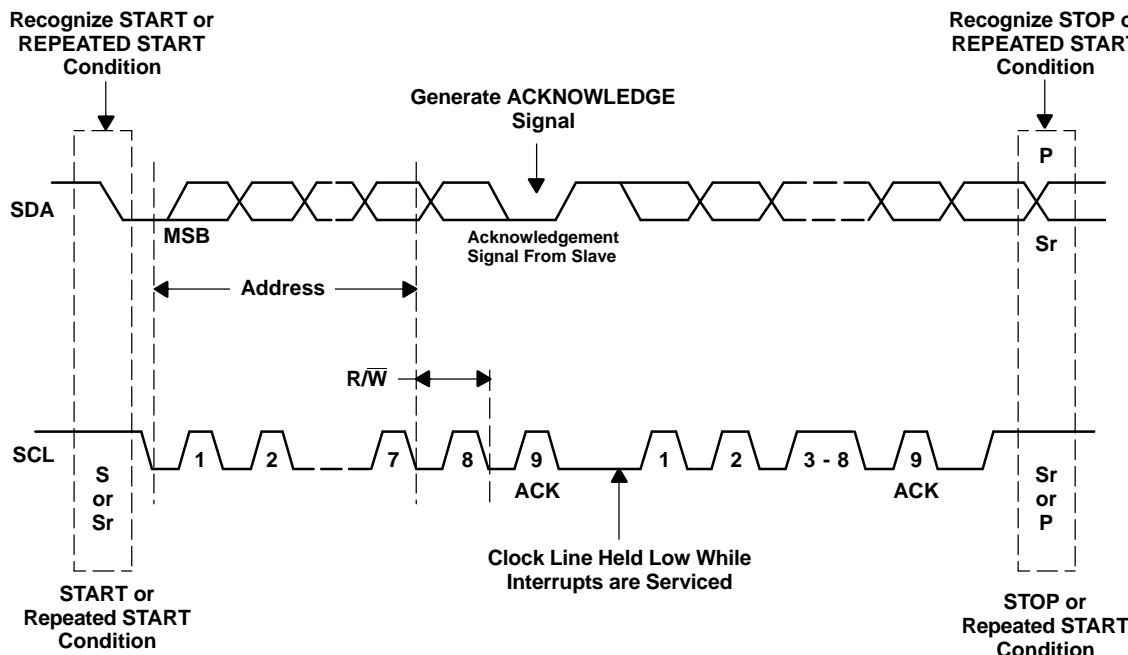 Recognize START or
REPEATED START
Condition
Recognize STOP o
REPEATED START
Condition
Generate ACKNOWLEDGE
Signal
P
SDA
MSB
Acknowledgement
Signal From Slave
Sr
Address
R/W̅
SCL
1
2
7
8
9
1
2
3 - 8
9
ACK
ACK
S
or
Sr
Sr
or
P
Clock Line Held Low While
Interrupts are Serviced
START or
Repeated START
Condition
STOP or
Repeated START
Condition